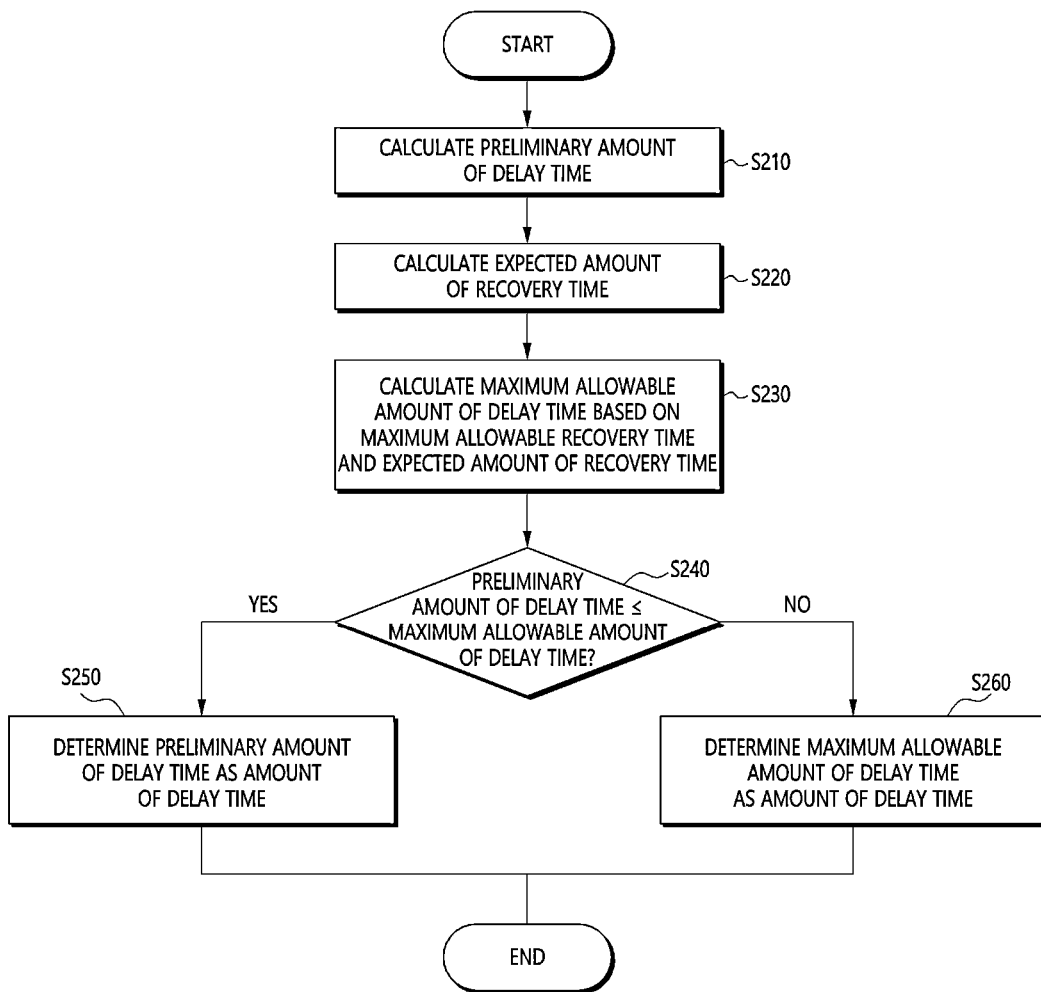 START
CALCULATE PRELIMINARY AMOUNT
OF DELAY TIME
S210
CALCULATE EXPECTED AMOUNT
OF RECOVERY TIME
S220
CALCULATE MAXIMUM ALLOWABLE
AMOUNT OF DELAY TIME BASED ON
MAXIMUM ALLOWABLE RECOVERY TIME
AND EXPECTED AMOUNT OF RECOVERY TIME
S230
PRELIMINARY
AMOUNT OF DELAY TIME ≤
MAXIMUM ALLOWABLE AMOUNT
OF DELAY TIME?
S240
YES
NO
S250
DETERMINE PRELIMINARY AMOUNT
OF DELAY TIME AS AMOUNT
OF DELAY TIME
S260
DETERMINE MAXIMUM ALLOWABLE
AMOUNT OF DELAY TIME
AS AMOUNT OF DELAY TIME
END